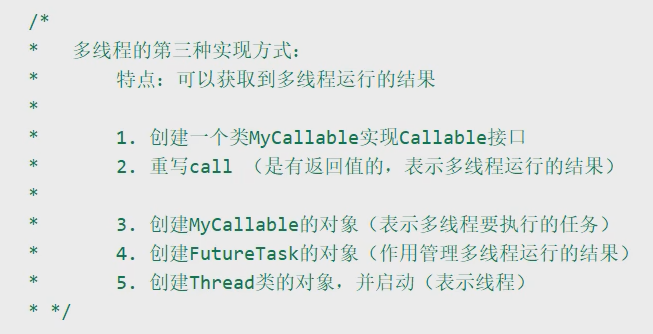 /*
* 多线程的第三种实现方式:
* 特点: 可以获取到多线程运行的结果
*
* 1. 创建一个类MyCallable实现Callable接口
* 2. 重写call (是有返回值的, 表示多线程运行的结果)
*
* 3. 创建MyCallable的对象(表示多线程要执行的任务)
* 4. 创建FutureTask的对象(作用管理多线程运行的结果)
* 5. 创建Thread类的对象, 并启动(表示线程)
* */